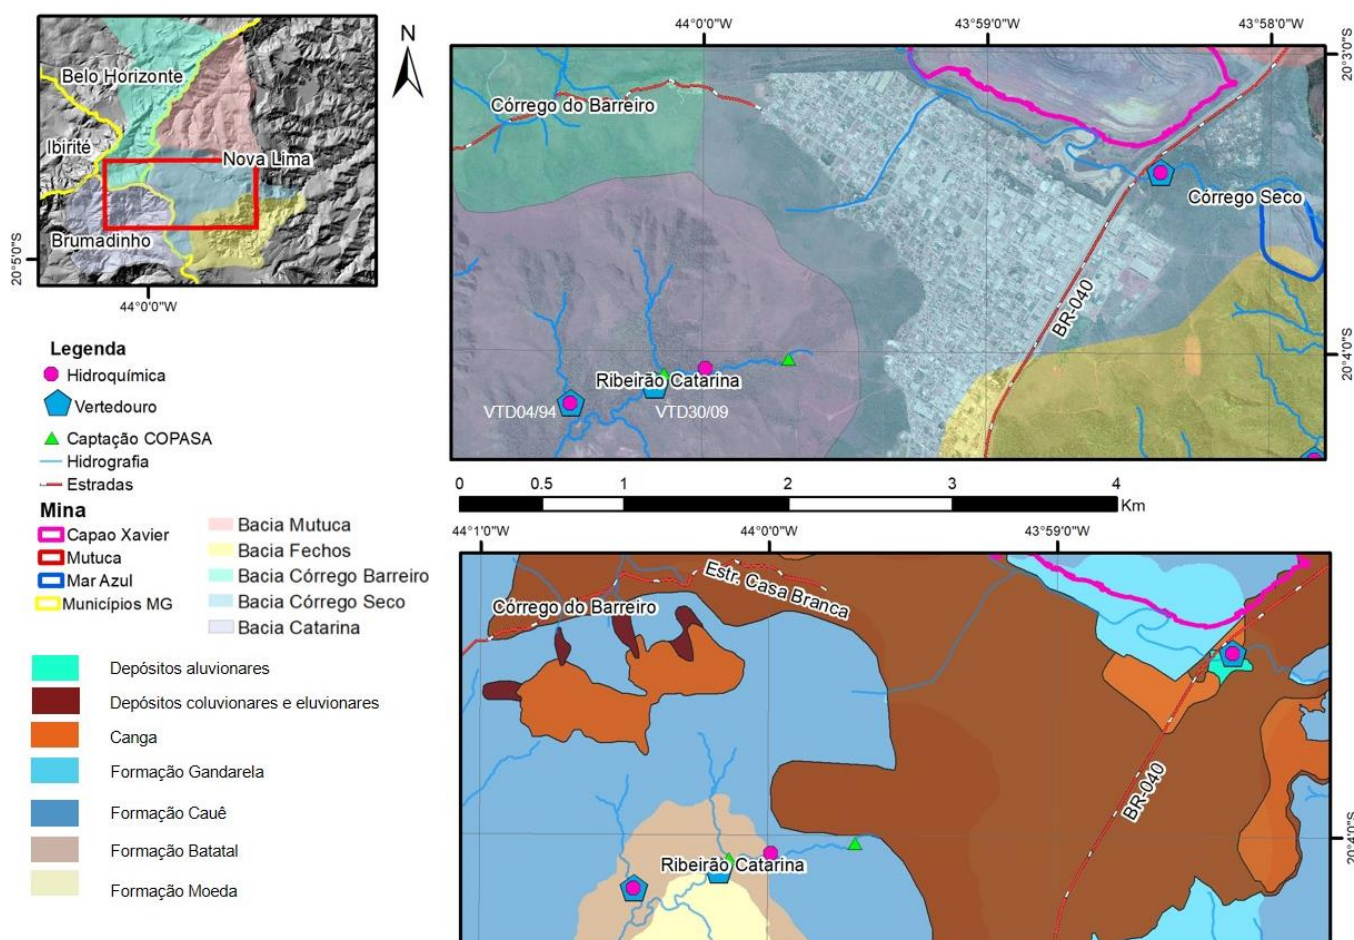 Belo Horizonte
Ibirité
Nova Lima
Brumadinho
20°5'0"S
44°0'0"W
N
44°0'0"W
43°59'0"W
43°58'0"W
20°3'0"S
Córrego do Barreiro
Córrego Seco
BR-040
20°4'0"S
Ribeirão Catarina
VTD04/94
VTD30/09
Legenda
Hidroquímica
Vertedouro
Captação COPASA
Hidrografia
Estradas
Mina
Capao Xavier
Mutuca
Mar Azul
Municípios MG
Bacia Mutuca
Bacia Fechos
Bacia Córrego Barreiro
Bacia Córrego Seco
Bacia Catarina
Depósitos aluvionares
Depósitos coluvionares e eluvionares
Canga
Formação Gandarela
Formação Cauê
Formação Batatal
Formação Moeda
0 0.5 1 2 3 4
Km
44°1'0"W
44°0'0"W
43°59'0"W
Estr. Casa Branca
Córrego do Barreiro
BR-040
20°4'0"S
Ribeirão Catarina